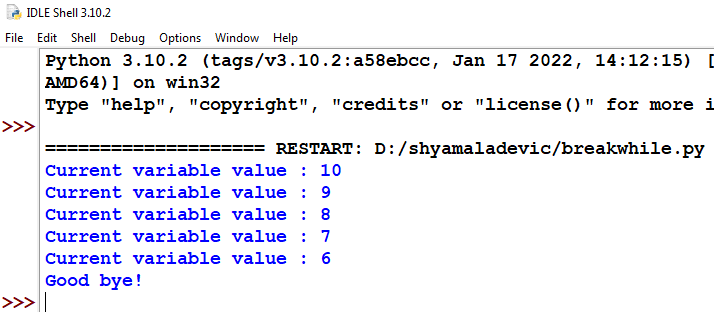 IDLE Shell 3.10.2
File Edit Shell Debug Options Window Help
Python 3.10.2 (tags/v3.10.2:a58ebcc, Jan 17 2022, 14:12:15) [
AMD64)] on win32
Type "help", "copyright", "credits" or "license()" for more i
>>>
==================== RESTART: D:/shyamaladevic/breakwhile.py
Current variable value : 10
Current variable value : 9
Current variable value : 8
Current variable value : 7
Current variable value : 6
Good bye!
>>>